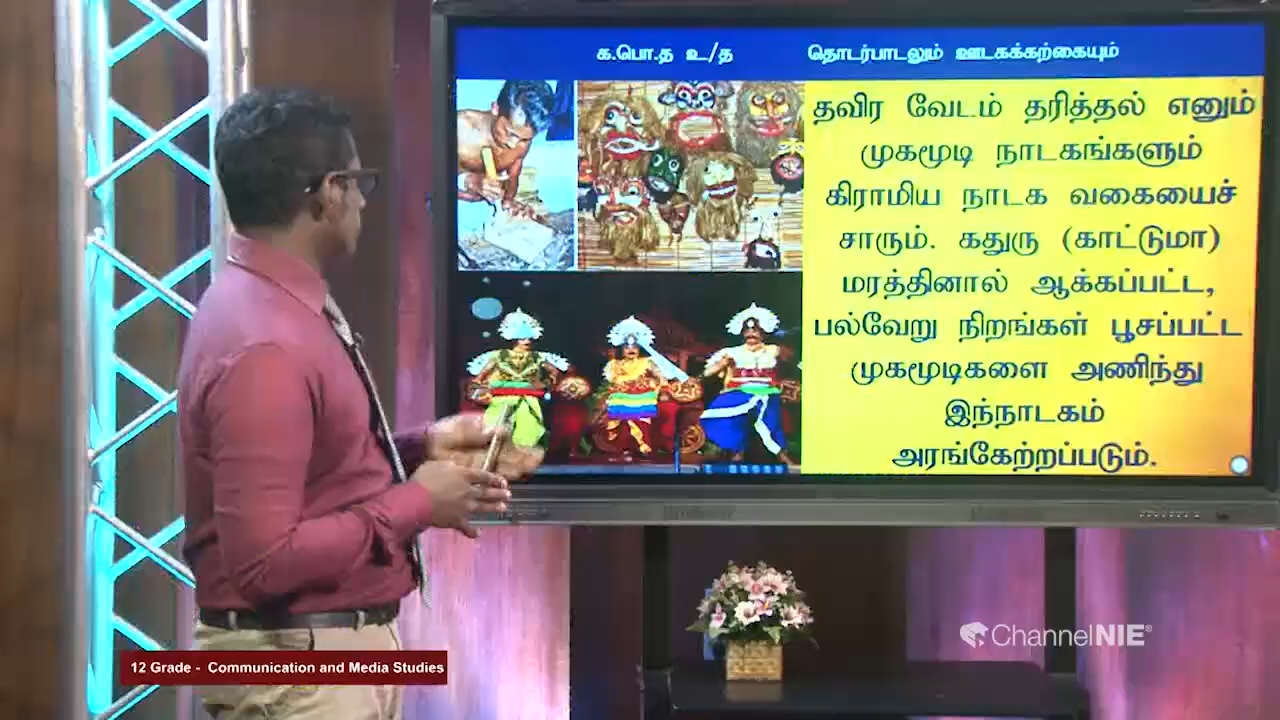 க.பொ.த உ/த தொடர்பாடலும் ஊடகக்கற்கையும்
தவிர வேடம் தரித்தல் எனும்
முகமூடி நாடகங்களும்
கிராமிய நாடக வகையைச்
சாரும். கதுரு (காட்டுமா)
மரத்தினால் ஆக்கப்பட்ட,
பல்வேறு நிறங்கள் பூசப்பட்ட
முகமூடிகளை அணிந்து
இந்நாடகம்
அரங்கேற்றப்படும்.
ChannelNIE®
12 Grade - Communication and Media Studies